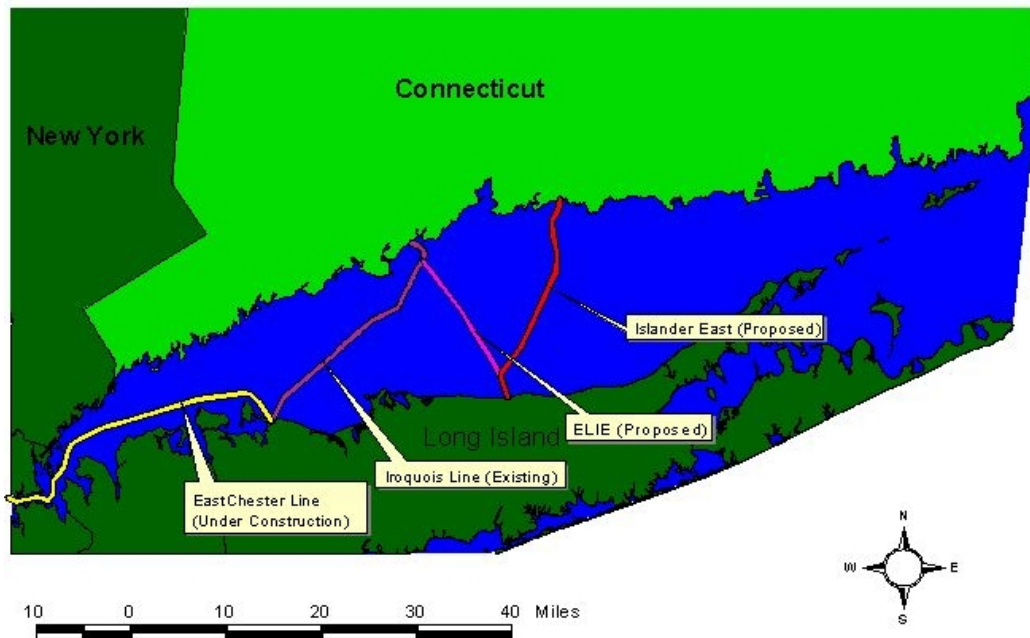 Connecticut
New York
Islander East (Proposed)
ELIE (Proposed)
Long Island
Iroquois Line (Existing)
EastChester Line
(Under Construction)
N
W E
S
10 0 10 20 30 40 Miles